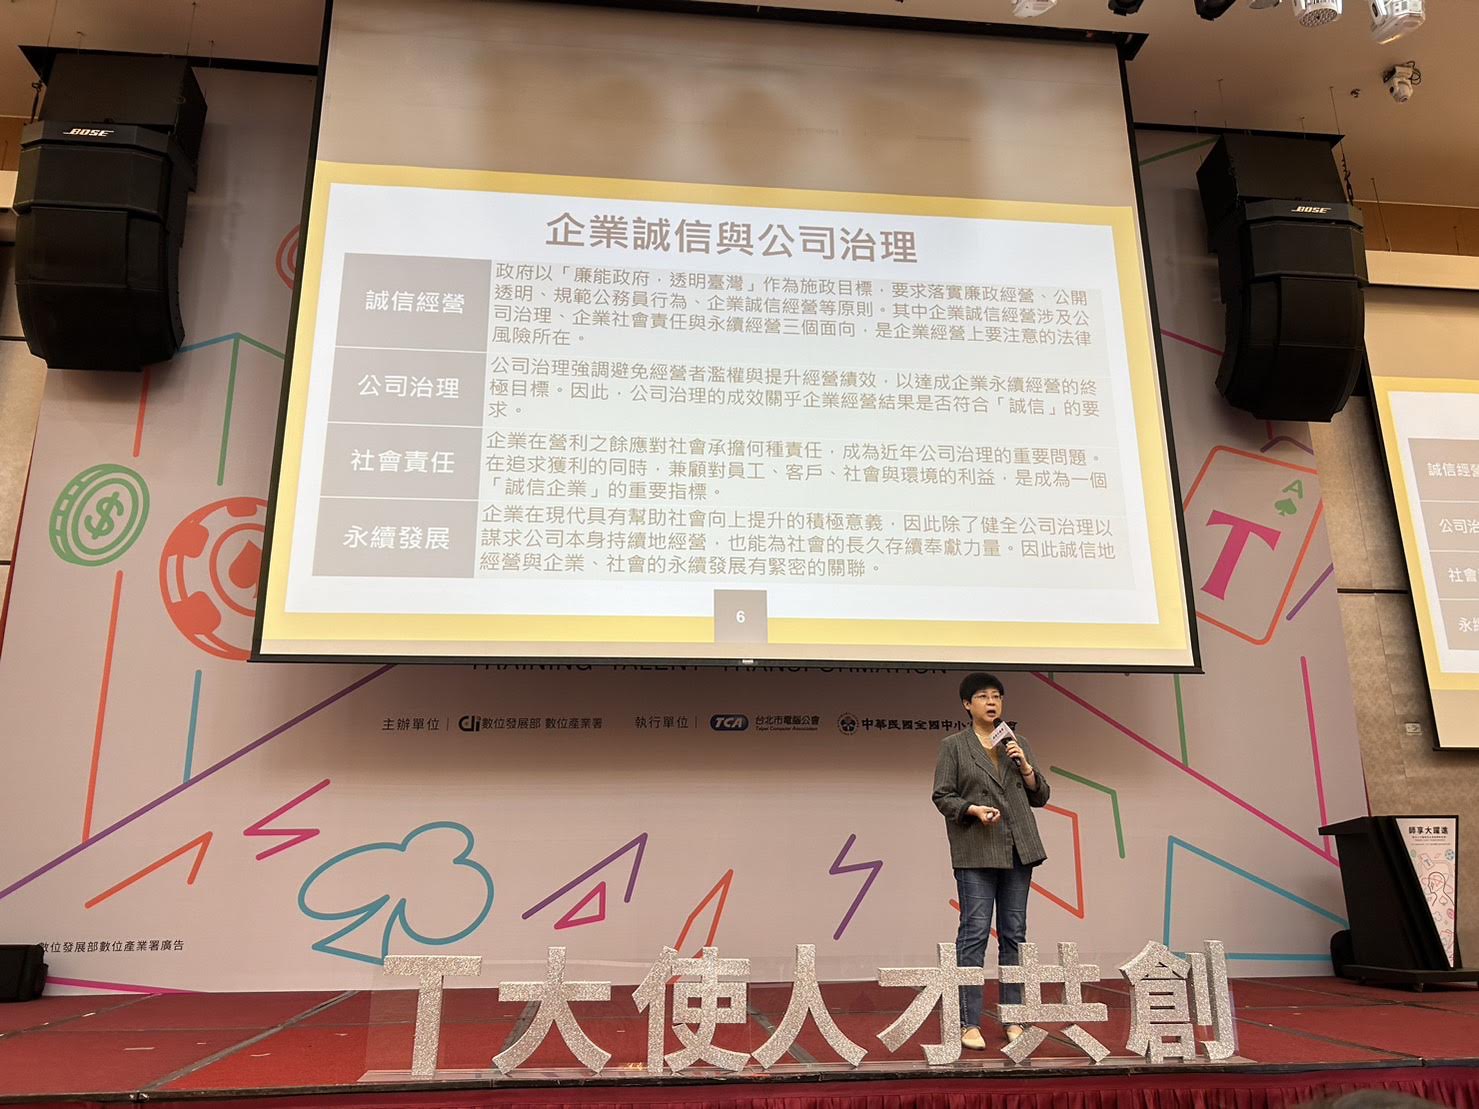 BOSE
BOSE
企業誠信與公司治理
誠信經營
政府以「廉能政府，透明臺灣」作為施政目標，要求落實廉政經營、公開
透明、規範公務員行為、企業誠信經營等原則。其中企業誠信經營涉及公
司治理、企業社會責任與永續經營三個面向，是企業經營上要注意的法律
風險所在。
公司治理
公司治理強調避免經營者濫權與提升經營績效，以達成企業永續經營的終
極目標。因此，公司治理的成效關乎企業經營結果是否符合「誠信」的要
求。
社會責任
企業在營利之餘應對社會承擔何種責任，成為近年公司治理的重要問題。
在追求獲利的同時，兼顧對員工、客戶、社會與環境的利益，是成為一個
「誠信企業」的重要指標。
永續發展
企業在現代具有幫助社會向上提升的積極意義，因此除了健全公司治理以
謀求公司本身持續地經營，也能為社會的長久存續奉獻力量。因此誠信地
經營與企業、社會的永續發展有緊密的關聯。
6
誠信經營
公司治
社會
永
A
T
TRAINING TALENT TRANSFORMATION
主辦單位 | di 數位發展部 數位產業署 執行單位 | TCA 台北市電腦公會 中華民國全國中小 會
Taipei Computer Association
師享大躍進
數位發展部數位產業署廣告
T大使人才共創